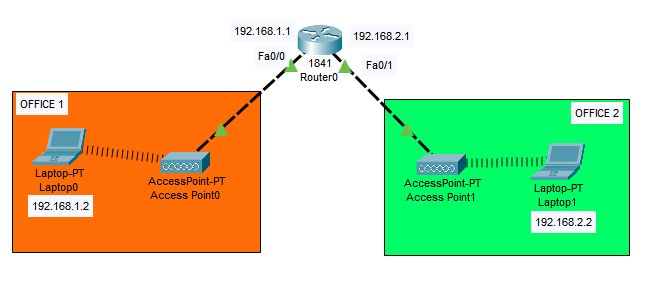 192.168.1.1
192.168.2.1
Fa0/0
Fa0/1
1841
Router0
OFFICE 1
OFFICE 2
Laptop-PT
Laptop0
192.168.1.2
AccessPoint-PT
Access Point0
AccessPoint-PT
Access Point1
Laptop-PT
Laptop1
192.168.2.2